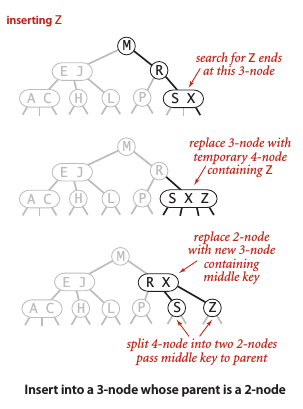 inserting Z
M
E J
R
search for Z ends
at this 3-node
A C
H
L
P
S X
replace 3-node with
temporary 4-node
containing Z
M
E J
R
A C
H
L
P
S X Z
replace 2-node
with new 3-node
containing
middle key
M
E J
R X
A C
H
L
P
S
Z
split 4-node into two 2-nodes
pass middle key to parent
Insert into a 3-node whose parent is a 2-node